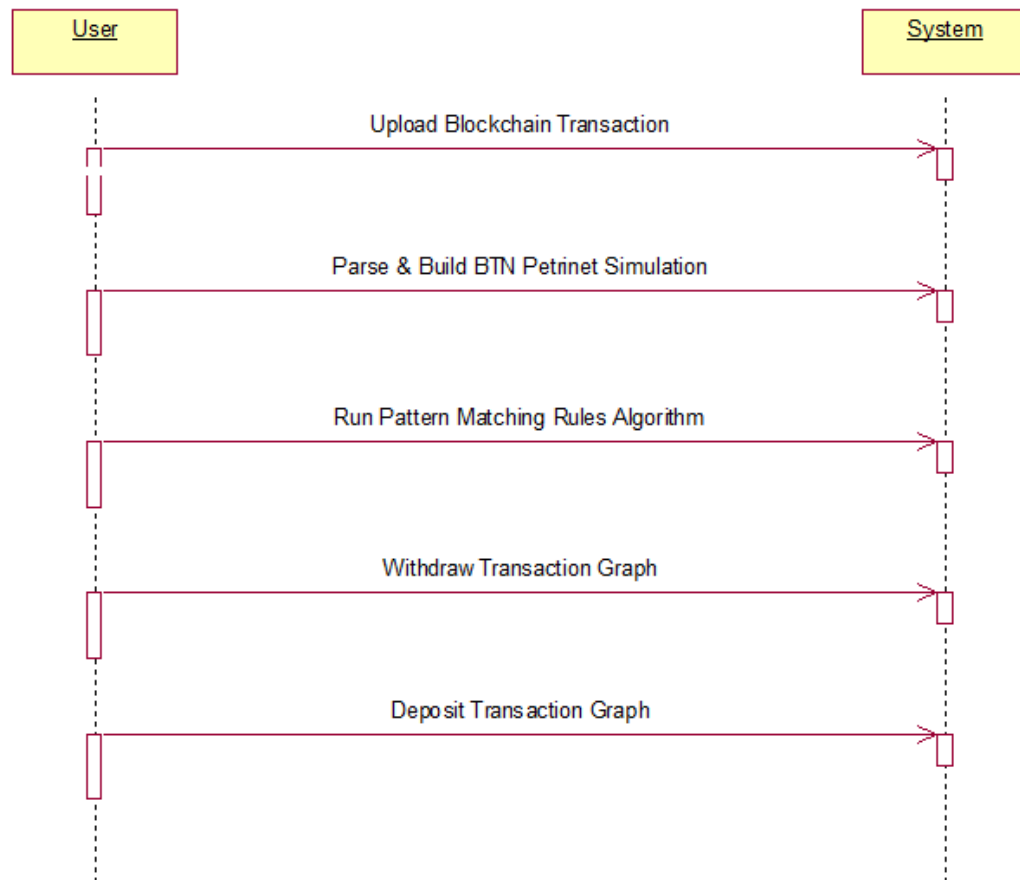 User
System
Upload Blockchain Transaction
Parse & Build BTN Petrinet Simulation
Run Pattern Matching Rules Algorithm
Withdraw Transaction Graph
Deposit Transaction Graph